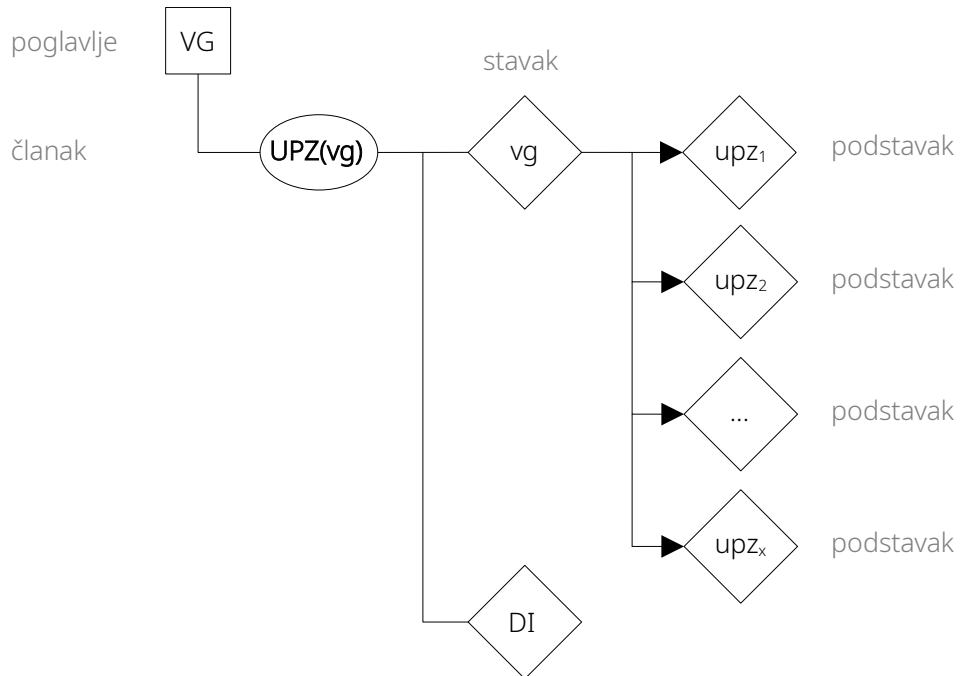 poglavlje
VG
stavak
članak
UPZ(vg)
vg
upz₁
podstavak
upz₂
podstavak
...
podstavak
upzₓ
podstavak
DI